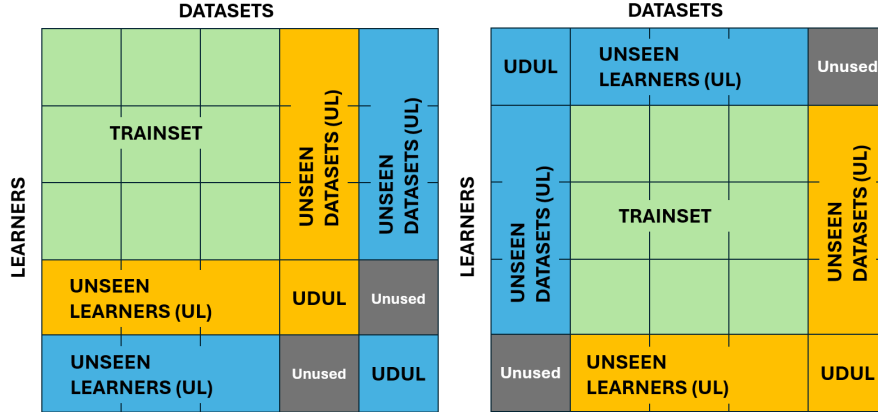 DATASETS
TRAINSET
UNSEEN
DATASETS (UL)
UNSEEN
DATASETS (UL)
LEARNERS
UNSEEN
LEARNERS (UL)
UDUL
Unused
UNSEEN
LEARNERS (UL)
Unused
UDUL
DATASETS
UDUL
UNSEEN
LEARNERS (UL)
Unused
LEARNERS
UNSEEN
DATASETS (UL)
TRAINSET
UNSEEN
DATASETS (UL)
Unused
UNSEEN
LEARNERS (UL)
UDUL